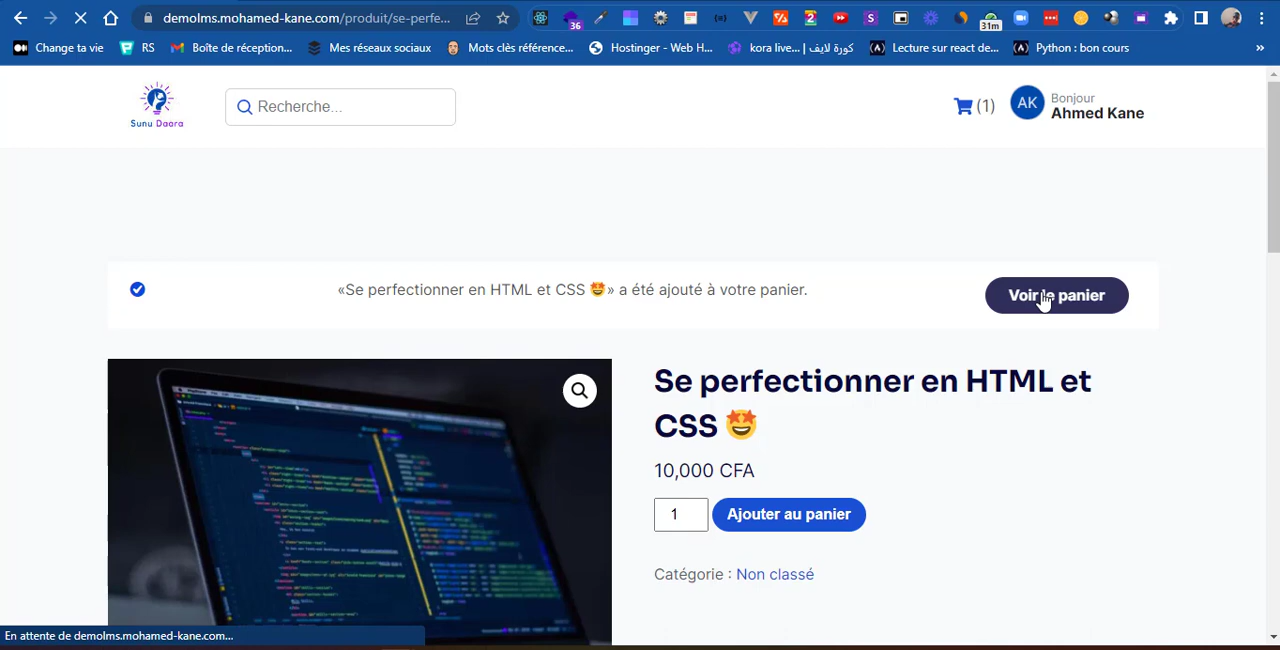 demolms.mohamed-kane.com/produit/se-perfe...
36
31m
Change ta vie
RS
Boîte de réception...
Mes réseaux sociaux
Mots clés référence...
Hostinger - Web H...
kora live... | كورة لايف
Lecture sur react de...
Python : bon cours
»
Sunu Daara
Recherche...
(1)
AK
Bonjour
Ahmed Kane
«Se perfectionner en HTML et CSS 🤩» a été ajouté à votre panier.
Voir le panier
Se perfectionner en HTML et
CSS 🤩
10,000 CFA
1
Ajouter au panier
Catégorie : Non classé
En attente de demolms.mohamed-kane.com...